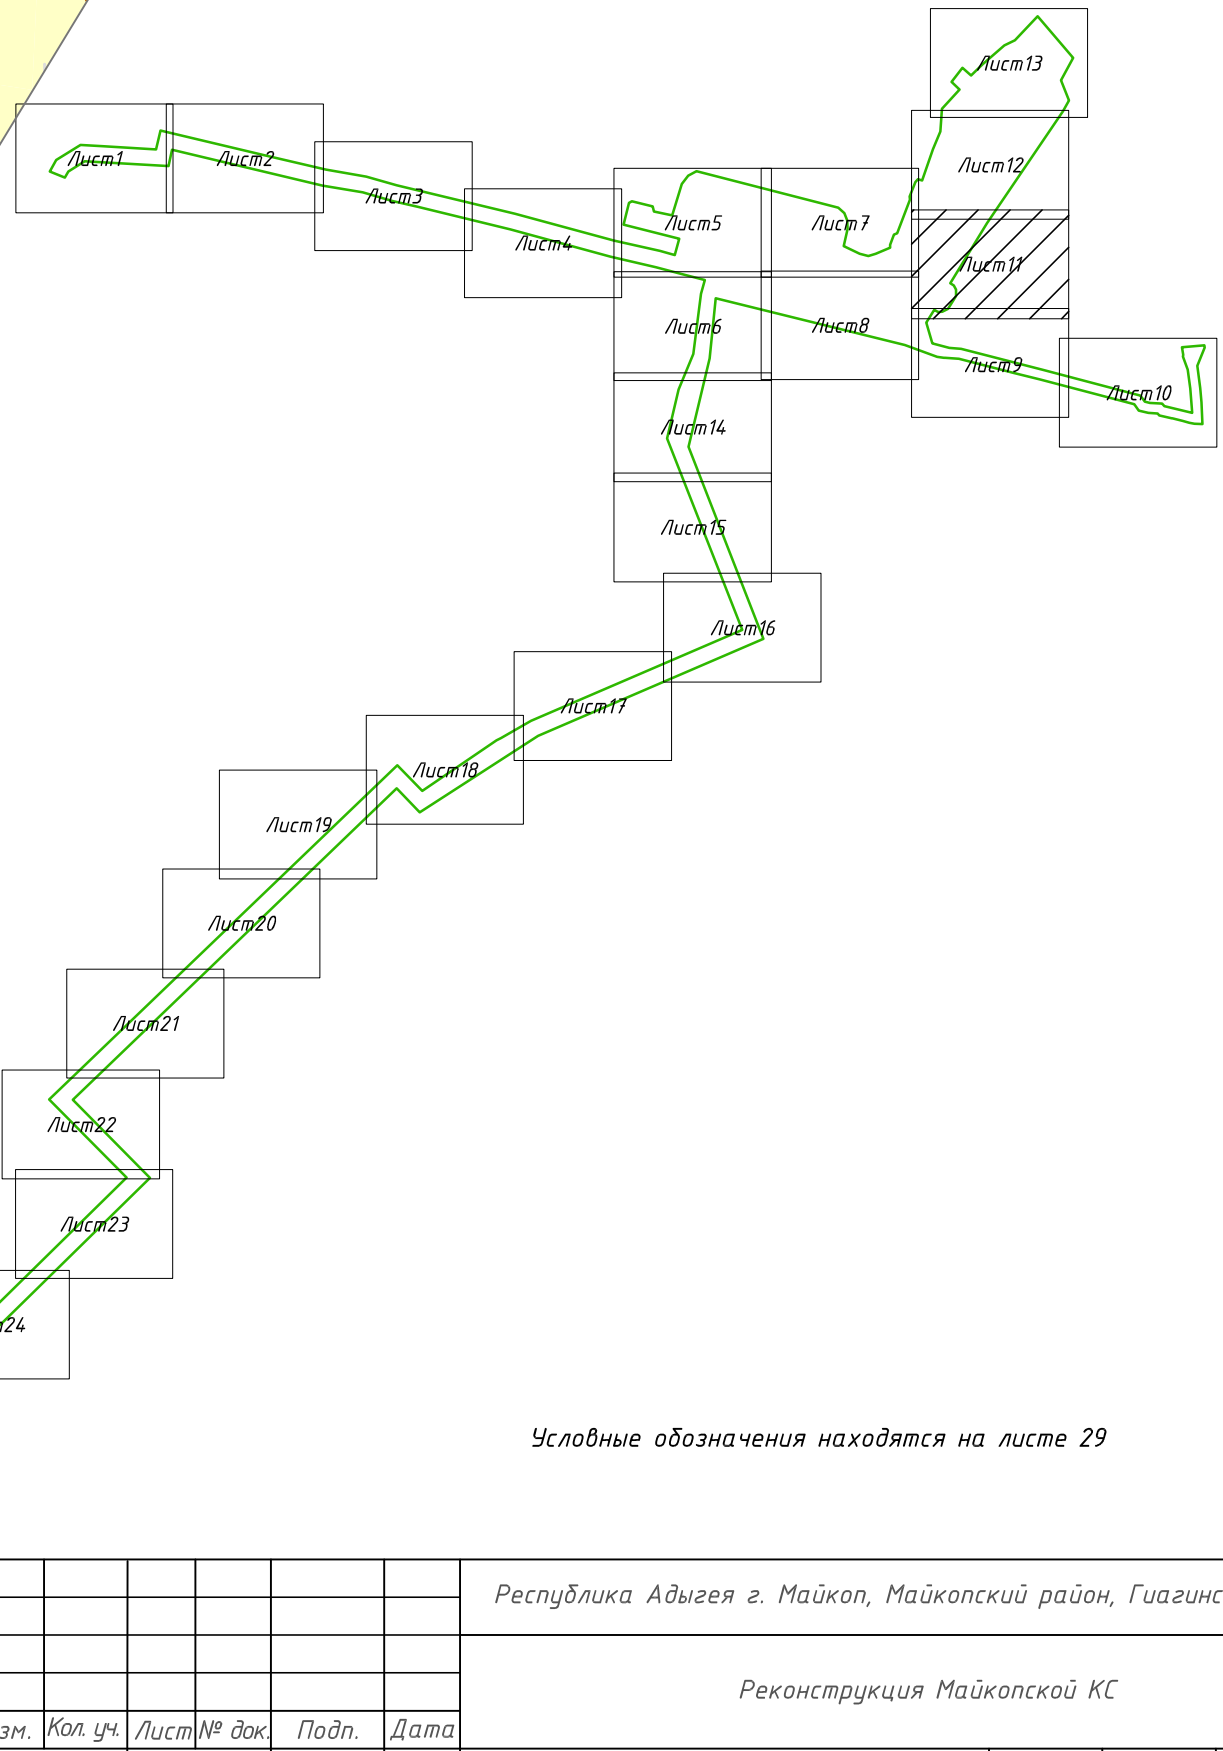 Лист13
Лист1
Лист2
Лист12
Лист3
Лист5
Лист7
Лист4
Лист11
Лист6
Лист8
Лист9
Лист10
Лист14
Лист15
Лист16
Лист17
Лист18
Лист19
Лист20
Лист21
Лист22
Лист23
т24
Условные обозначения находятся на листе 29
Республика Адыгея г. Майкоп, Майкопский район, Гиагинс
Реконструкция Майкопской КС
зм. Кол. уч. Лист № док. Подп. Дата